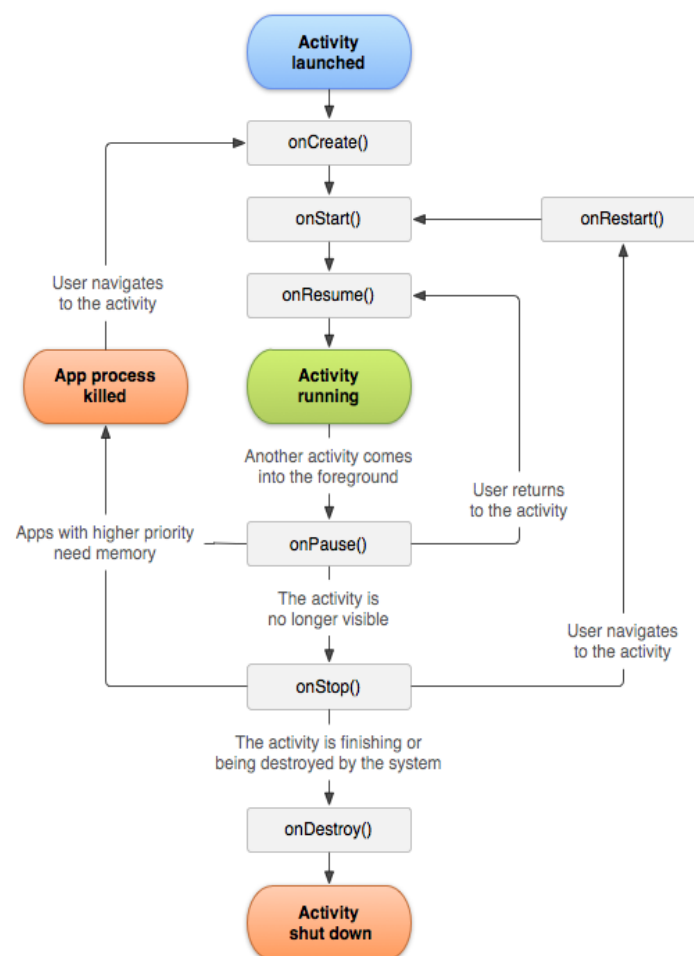 Activity
launched
onCreate()
onStart()
onRestart()
User navigates
to the activity
onResume()
App process
killed
Activity
running
Another activity comes
into the foreground
User returns
to the activity
Apps with higher priority
need memory
onPause()
The activity is
no longer visible
User navigates
to the activity
onStop()
The activity is finishing or
being destroyed by the system
onDestroy()
Activity
shut down